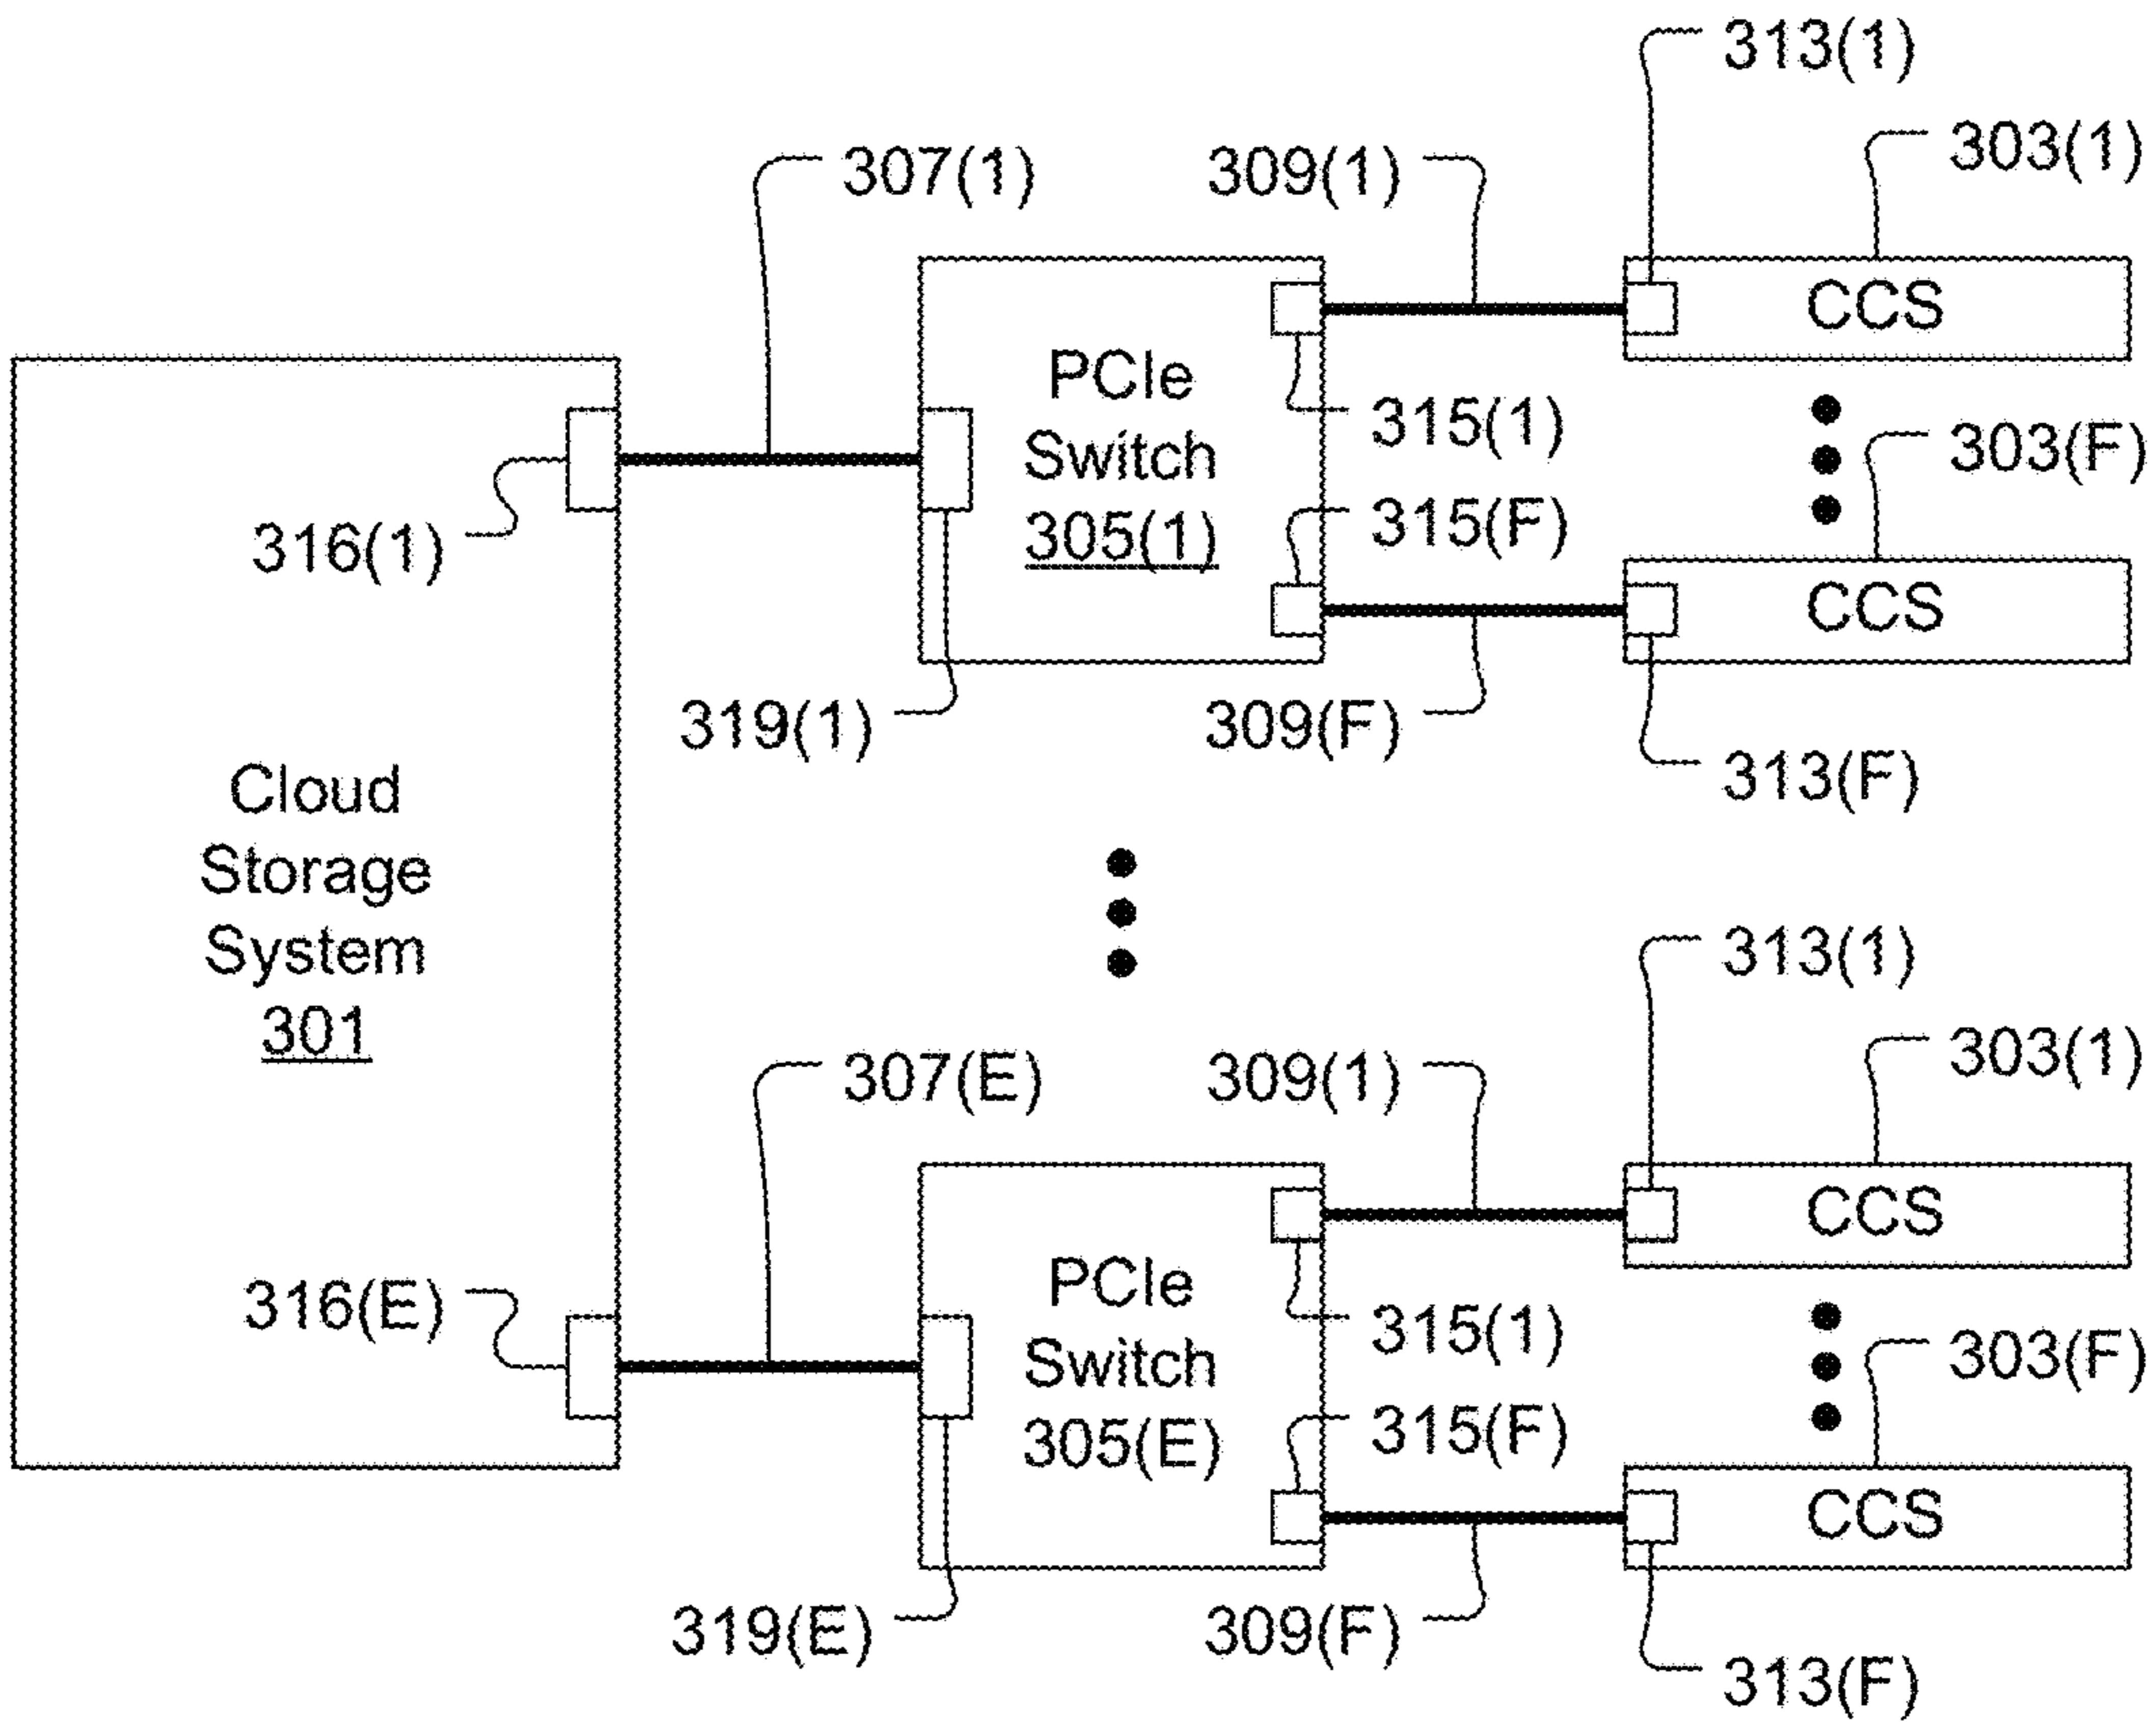 313(1)
303(1)
307(1)
309(1)
CCS
PCIe
Switch
305(1)
315(1)
303(F)
315(F)
316(1)
CCS
319(1)
309(F)
313(F)
Cloud
Storage
System
301
313(1)
303(1)
307(E)
309(1)
CCS
PCIe
Switch
305(E)
315(1)
303(F)
316(E)
315(F)
CCS
319(E)
309(F)
313(F)